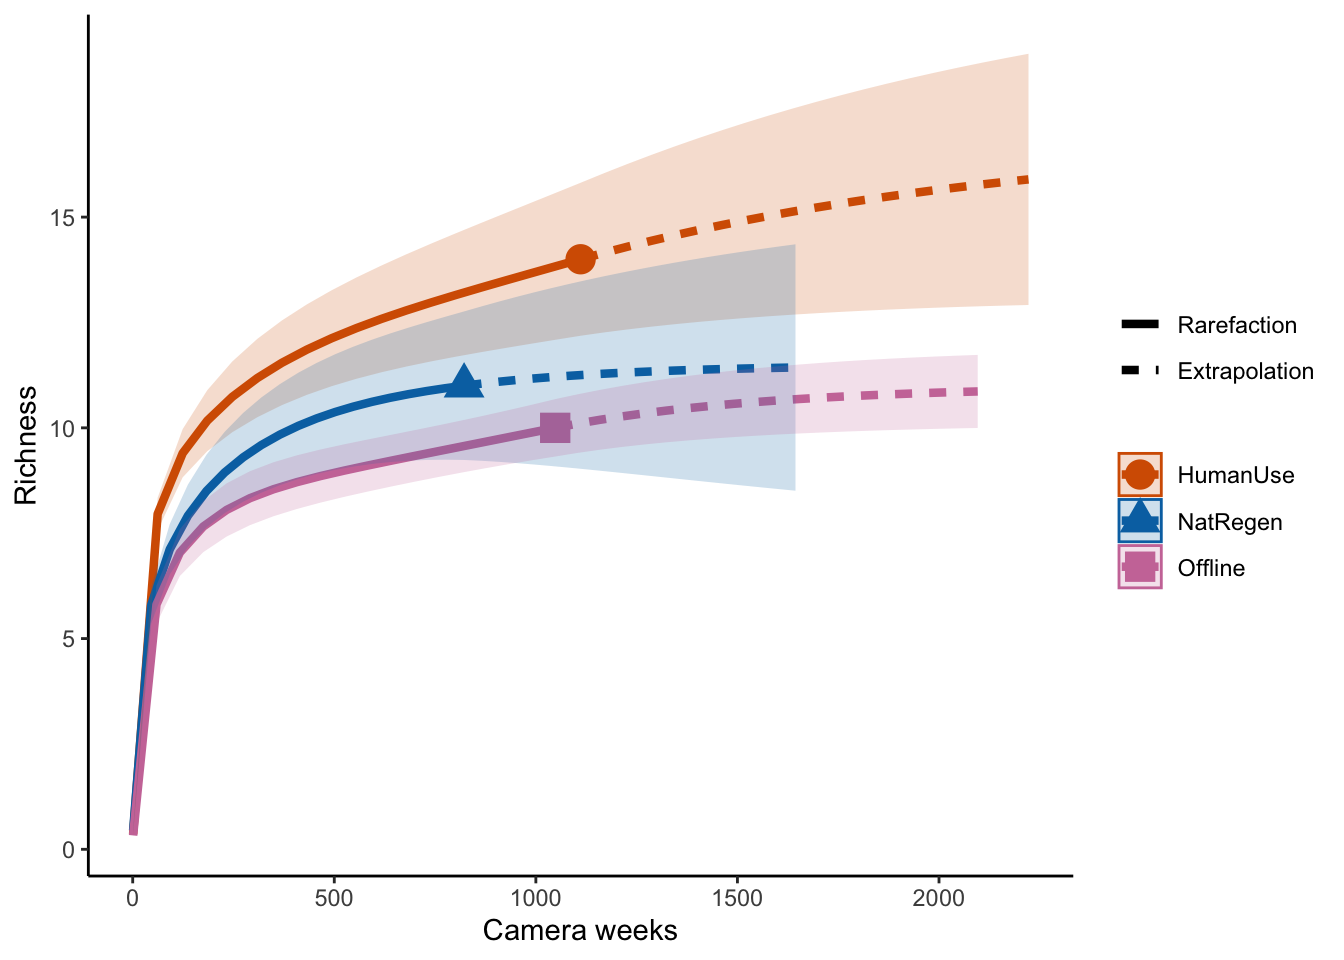 Richness
15
10
5
0
0 500 1000 1500 2000
Camera weeks
Rarefaction
Extrapolation
HumanUse
NatRegen
Offline